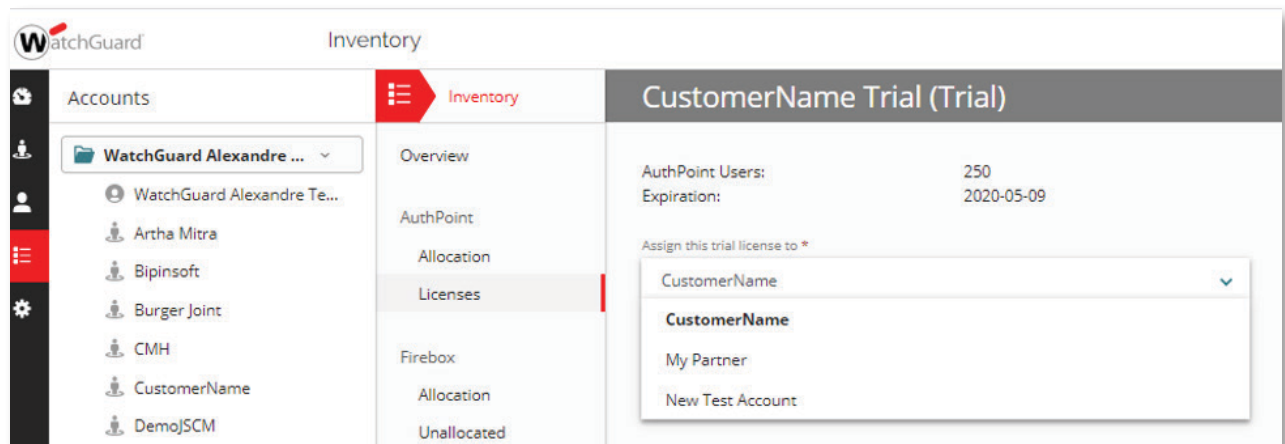 WatchGuard
Inventory
Accounts
WatchGuard Alexandre ...
WatchGuard Alexandre Te...
Artha Mitra
Bipinsoft
Burger Joint
CMH
CustomerName
DemoJSCM
Inventory
Overview
AuthPoint
Allocation
Licenses
Firebox
Allocation
Unallocated
CustomerName Trial (Trial)
AuthPoint Users: 250
Expiration: 2020-05-09
Assign this trial license to *
CustomerName
CustomerName
My Partner
New Test Account